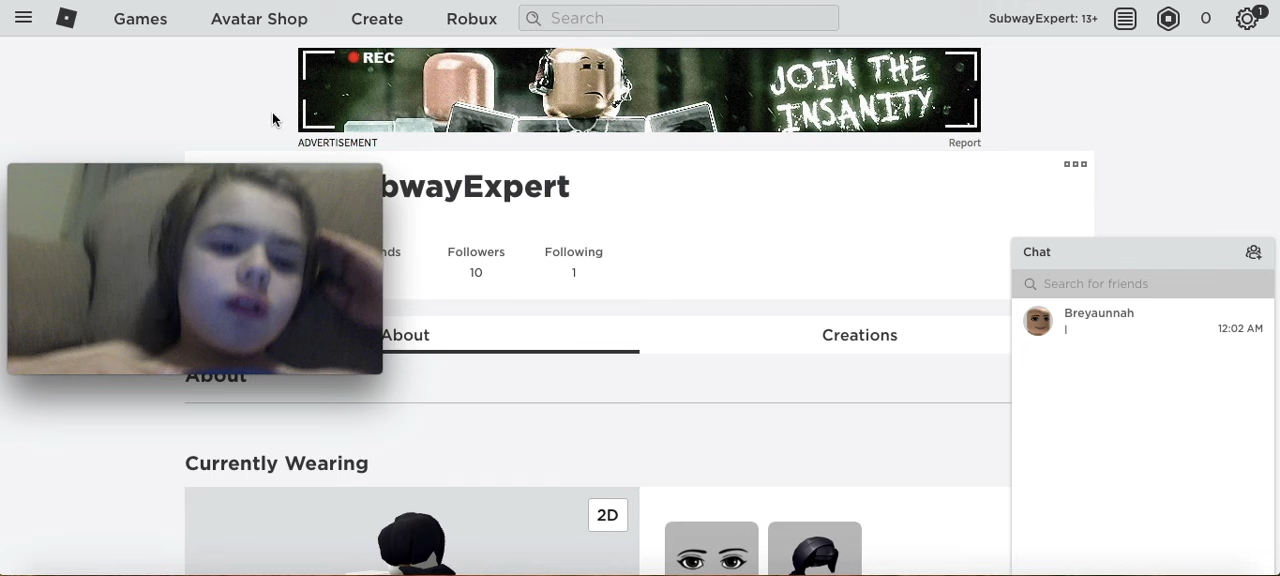 Games
Avatar Shop
Create
Robux
Search
SubwayExpert: 13+
0
1
REC
JOIN THE
INSANITY
ADVERTISEMENT
Report
bwayExpert
nds
Followers
Following
10
1
Chat
Search for friends
Breyaunnah
l
12:02 AM
About
Creations
About
Currently Wearing
2D